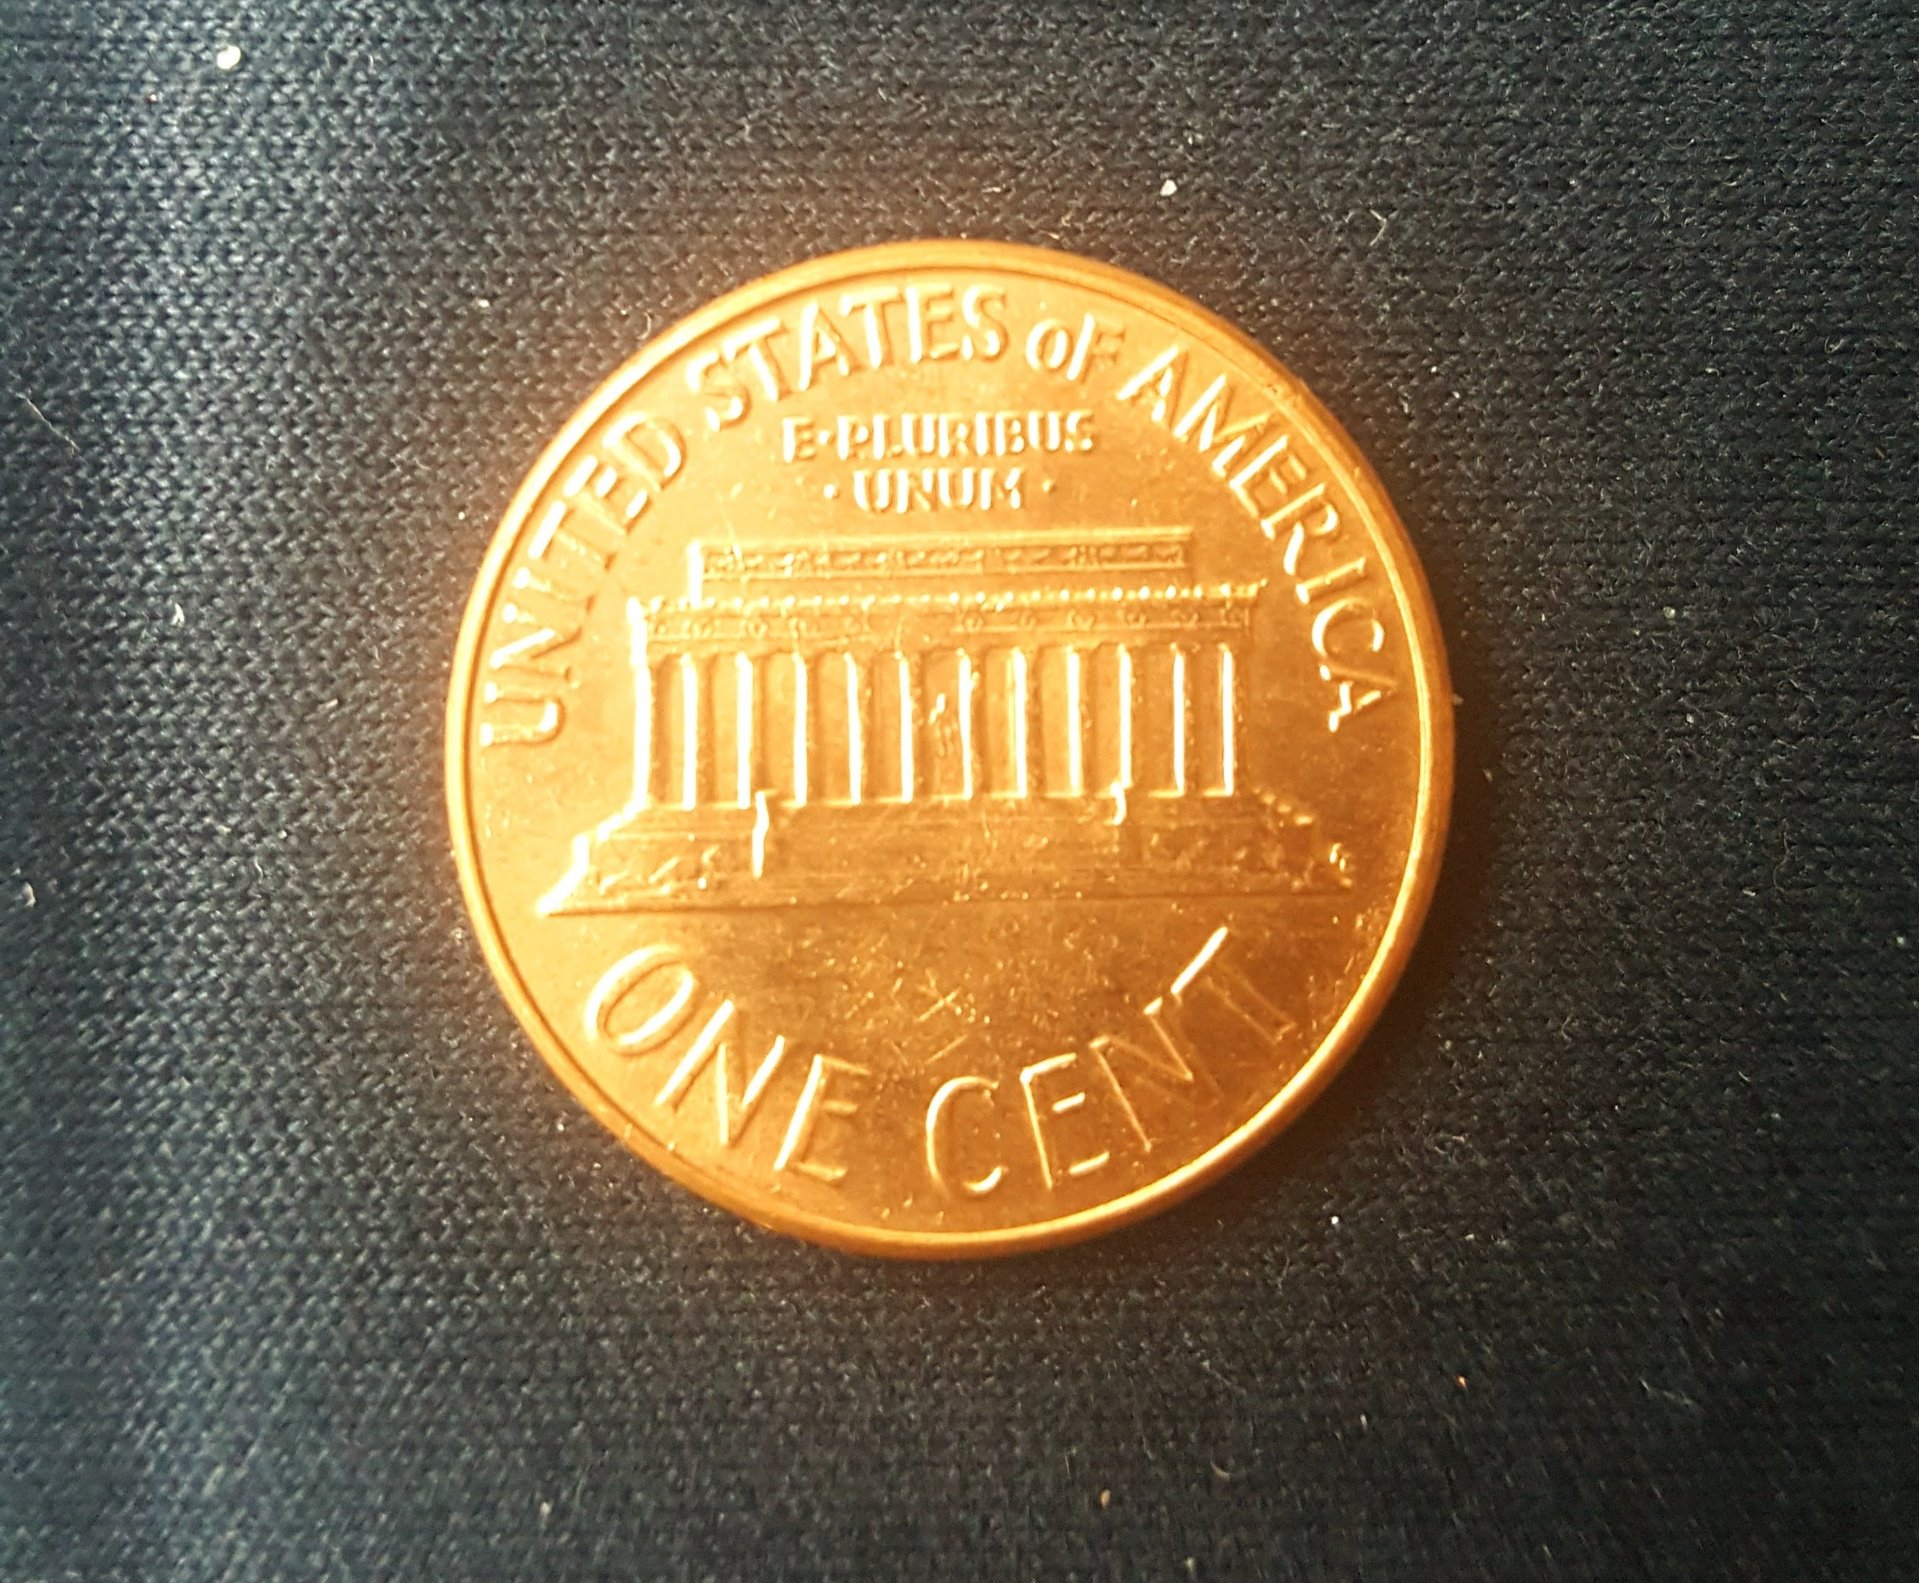 UNITED STATES oF AMERICA
E·PLURIBUS
· UNUM ·
ONE CENT